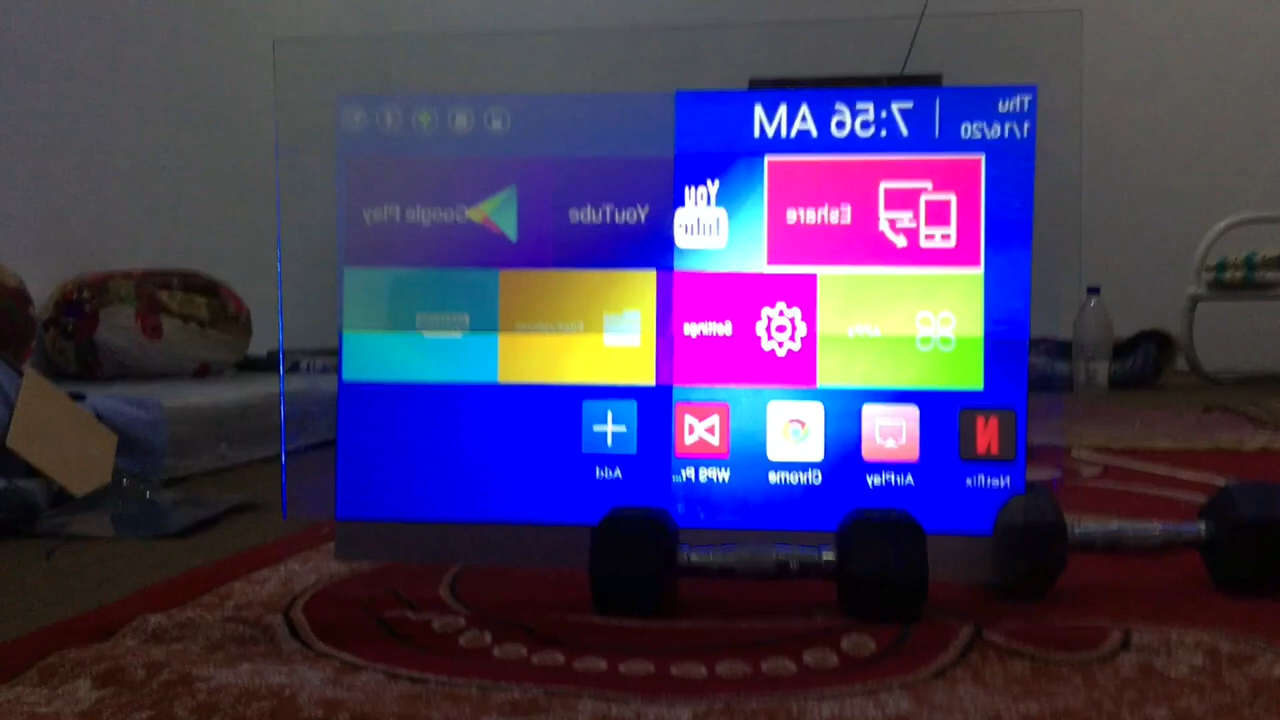 Thu
1/16/20
7:56 AM
Eshare
You
Tube
YouTube
Google Play
Apps
Settings
Netflix
AirPlay
Chrome
WPS Pr...
Add